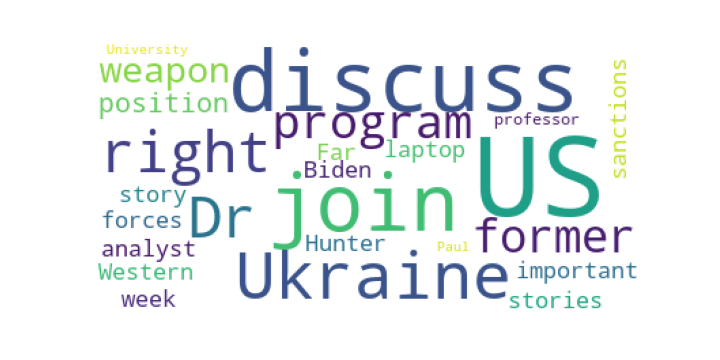 University
weapon
discuss
sanctions
position
program
professor
right
Far
laptop
US
Biden
story
join
Dr
forces
former
Hunter
analyst
Paul
Ukraine
Western
important
week
stories